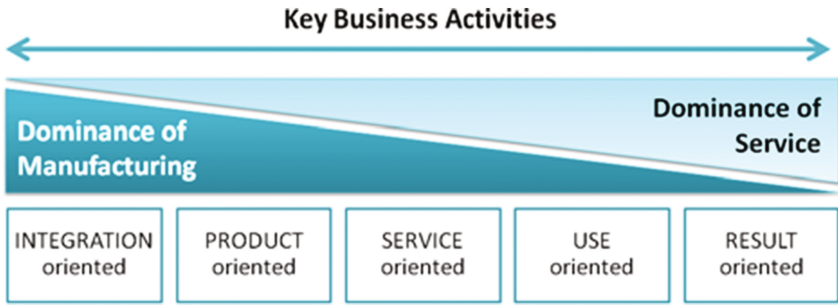 Key Business Activities
Dominance of
Manufacturing
Dominance of
Service
INTEGRATION
oriented
PRODUCT
oriented
SERVICE
oriented
USE
oriented
RESULT
oriented